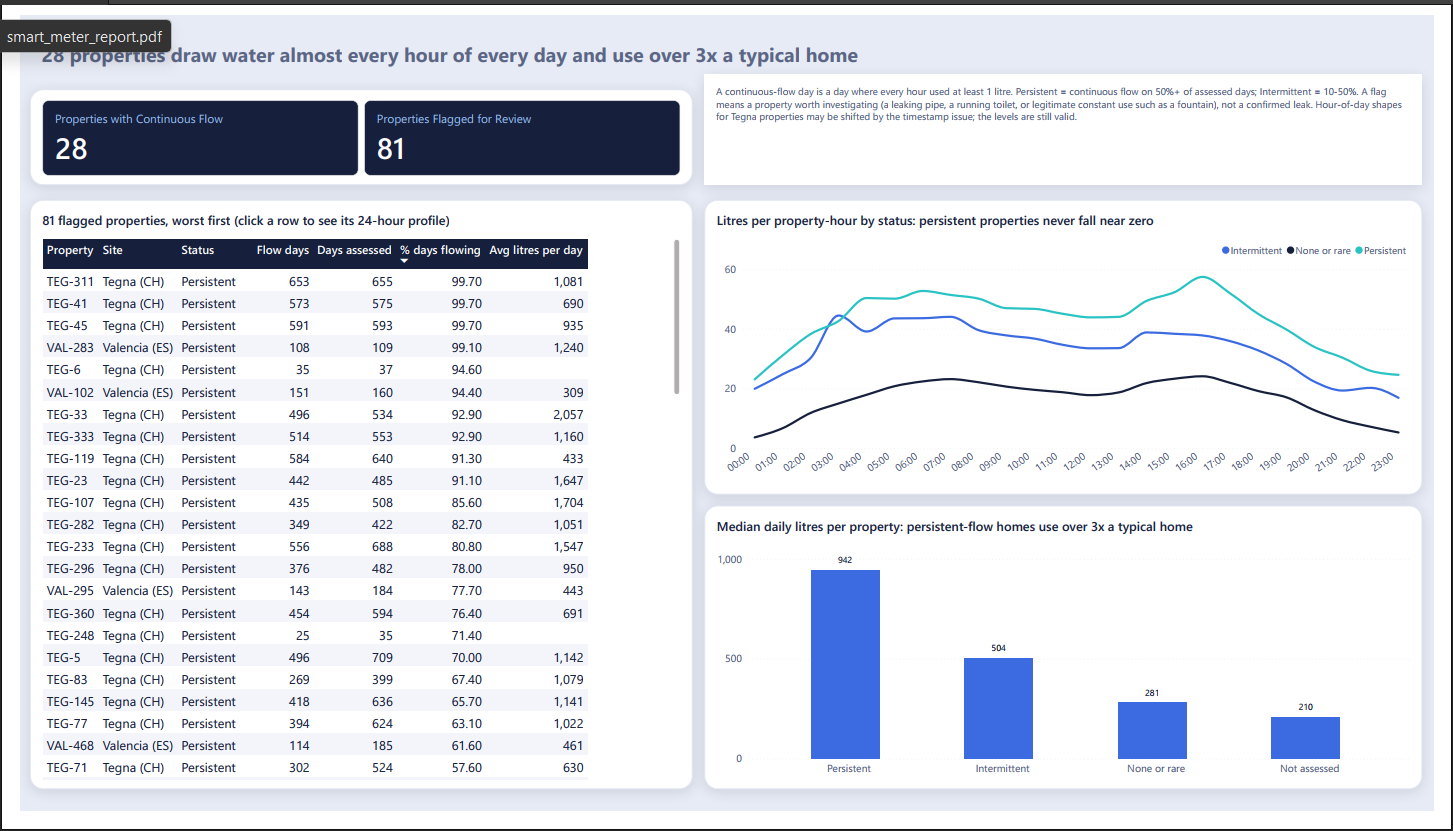 smart_meter_report.pdf
28 properties draw water almost every hour of every day and use over 3x a typical home
Properties with Continuous Flow
28
Properties Flagged for Review
81
A continuous-flow day is a day where every hour used at least 1 litre. Persistent = continuous flow on 50%+ of assessed days; Intermittent = 10-50%. A flag
means a property worth investigating (a leaking pipe, a running toilet, or legitimate constant use such as a fountain), not a confirmed leak. Hour-of-day shapes
for Tegna properties may be shifted by the timestamp issue; the levels are still valid.
81 flagged properties, worst first (click a row to see its 24-hour profile)
Property Site Status Flow days Days assessed % days flowing Avg litres per day
TEG-311 Tegna (CH) Persistent 653 655 99.70 1,081
TEG-41 Tegna (CH) Persistent 573 575 99.70 690
TEG-45 Tegna (CH) Persistent 591 593 99.70 935
VAL-283 Valencia (ES) Persistent 108 109 99.10 1,240
TEG-6 Tegna (CH) Persistent 35 37 94.60
VAL-102 Valencia (ES) Persistent 151 160 94.40 309
TEG-33 Tegna (CH) Persistent 496 534 92.90 2,057
TEG-333 Tegna (CH) Persistent 514 553 92.90 1,160
TEG-119 Tegna (CH) Persistent 584 640 91.30 433
TEG-23 Tegna (CH) Persistent 442 485 91.10 1,647
TEG-107 Tegna (CH) Persistent 435 508 85.60 1,704
TEG-282 Tegna (CH) Persistent 349 422 82.70 1,051
TEG-233 Tegna (CH) Persistent 556 688 80.80 1,547
TEG-296 Tegna (CH) Persistent 376 482 78.00 950
VAL-295 Valencia (ES) Persistent 143 184 77.70 443
TEG-360 Tegna (CH) Persistent 454 594 76.40 691
TEG-248 Tegna (CH) Persistent 25 35 71.40
TEG-5 Tegna (CH) Persistent 496 709 70.00 1,142
TEG-83 Tegna (CH) Persistent 269 399 67.40 1,079
TEG-145 Tegna (CH) Persistent 418 636 65.70 1,141
TEG-77 Tegna (CH) Persistent 394 624 63.10 1,022
VAL-468 Valencia (ES) Persistent 114 185 61.60 461
TEG-71 Tegna (CH) Persistent 302 524 57.60 630
Litres per property-hour by status: persistent properties never fall near zero
Intermittent None or rare Persistent
60
40
20
0
00:00 01:00 02:00 03:00 04:00 05:00 06:00 07:00 08:00 09:00 10:00 11:00 12:00 13:00 14:00 15:00 16:00 17:00 18:00 19:00 20:00 21:00 22:00 23:00
Median daily litres per property: persistent-flow homes use over 3x a typical home
1,000
500
0
942
504
281
210
Persistent Intermittent None or rare Not assessed